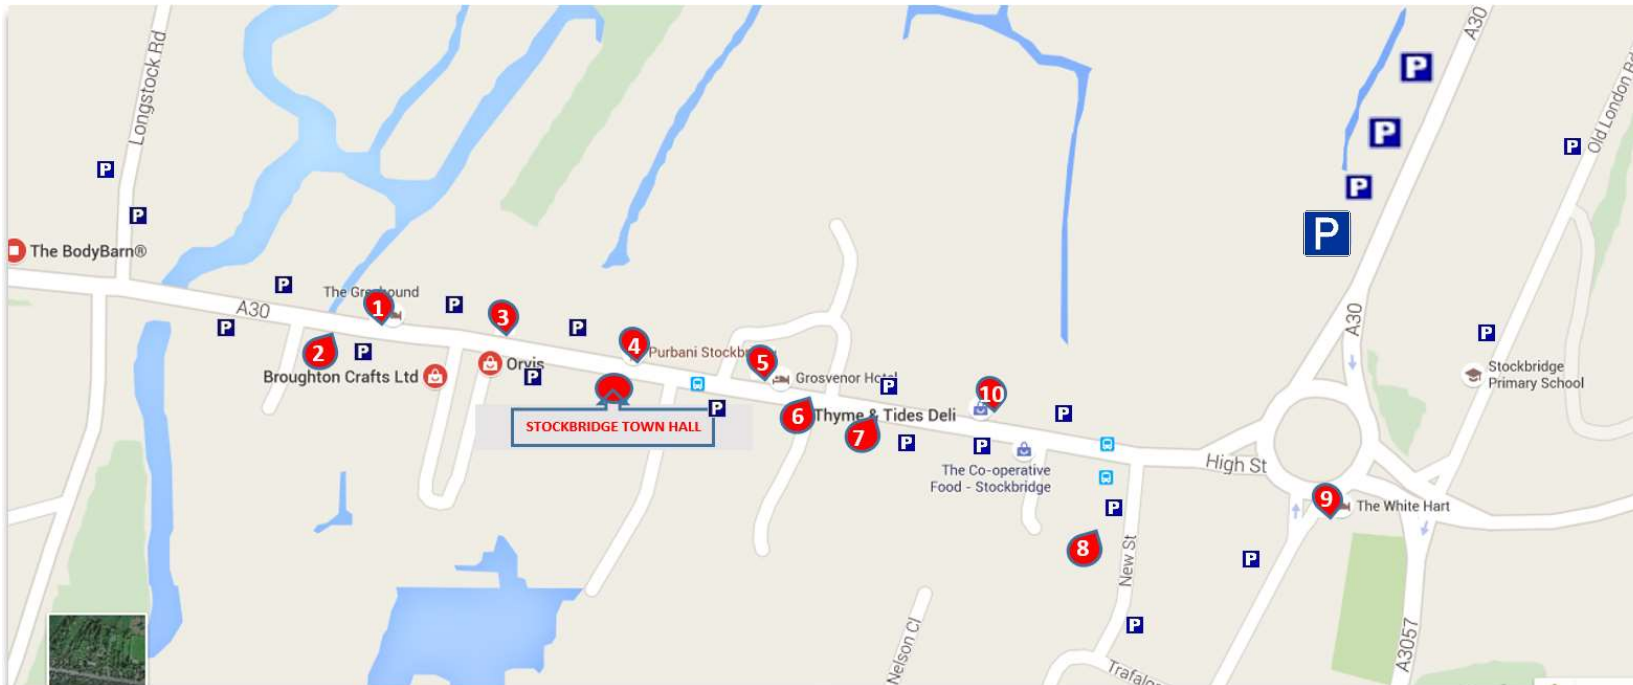 A30
Longstock Rd
Old London Rd
P
P
P
P
P
P
The BodyBarn®
P
P
A30
The Greyhound
1
P
3
P
P
A30
P
2
P
4
Purbani Stockbridge
5
Broughton Crafts Ltd
Orvis
P
Grosvenor Hotel
P
10
Stockbridge
Primary School
STOCKBRIDGE TOWN HALL
P
6
Thyme & Tides Deli
P
7
P
P
The Co-operative
Food - Stockbridge
High St
9
The White Hart
P
8
P
New St
P
Nelson Cl
A3057